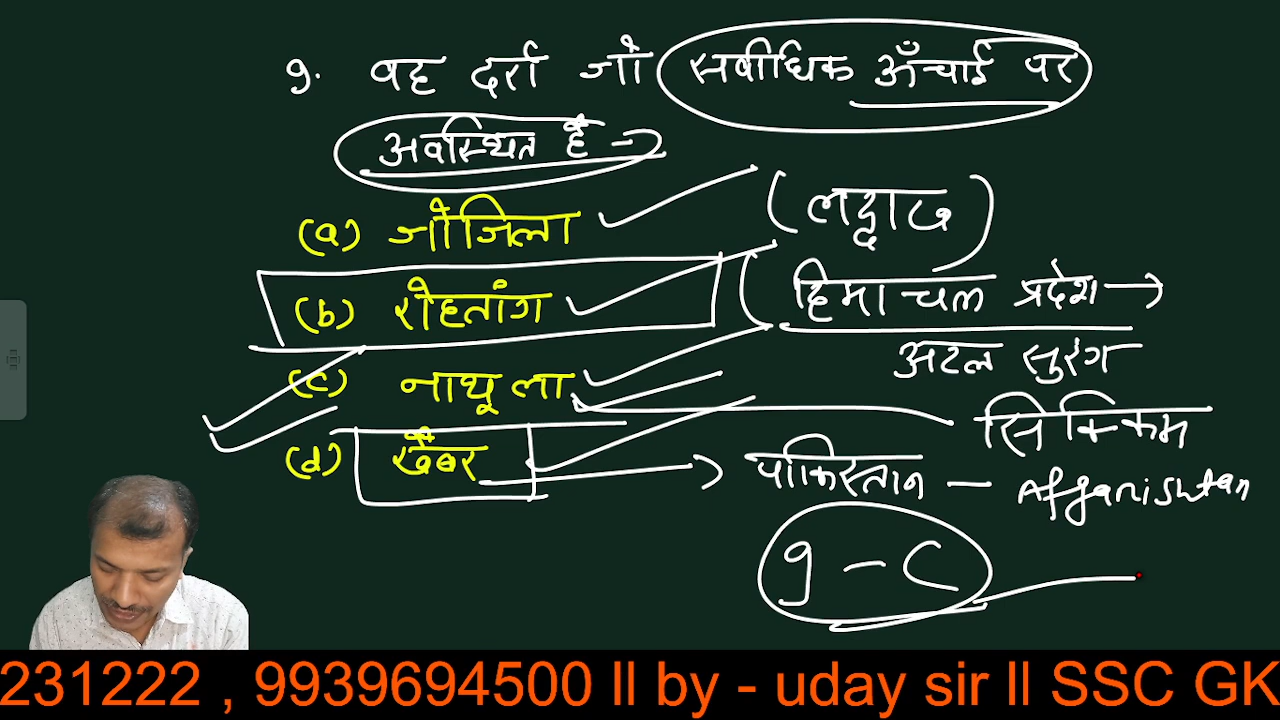 9. वह दर्रा जो सर्वाधिक ऊँचाई पर
अवस्थित है -
(a) जोजिला (लद्दाख)
(b) रोहतांग (हिमाचल प्रदेश →
अटल सुरंग
(c) नाथू ला सिक्किम
(d) खैबर → पाकिस्तान - Afganishtan
9 - C
231222 , 9939694500 ll by - uday sir ll SSC GK